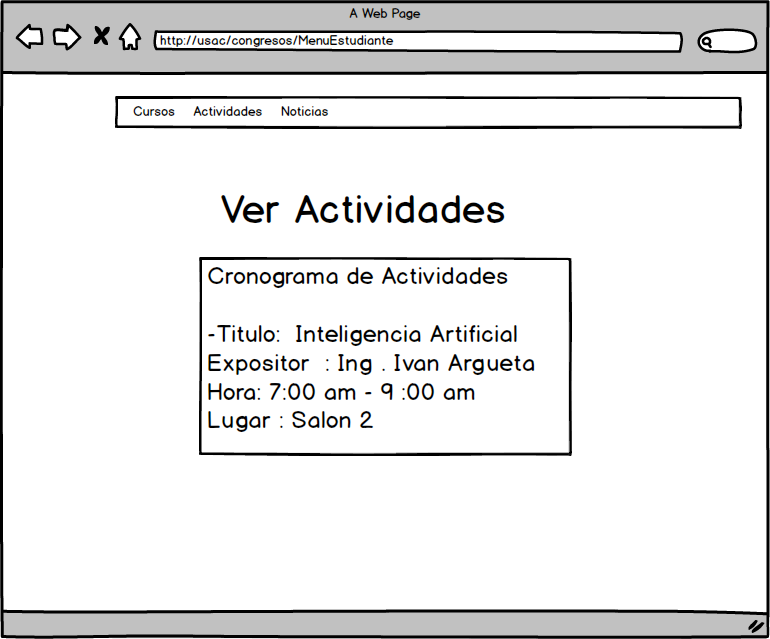 A Web Page
http://usac/congresos/MenuEstudiante
Cursos Actividades Noticias
Ver Actividades
Cronograma de Actividades
-Titulo: Inteligencia Artificial
Expositor : Ing . Ivan Argueta
Hora: 7:00 am - 9 :00 am
Lugar : Salon 2